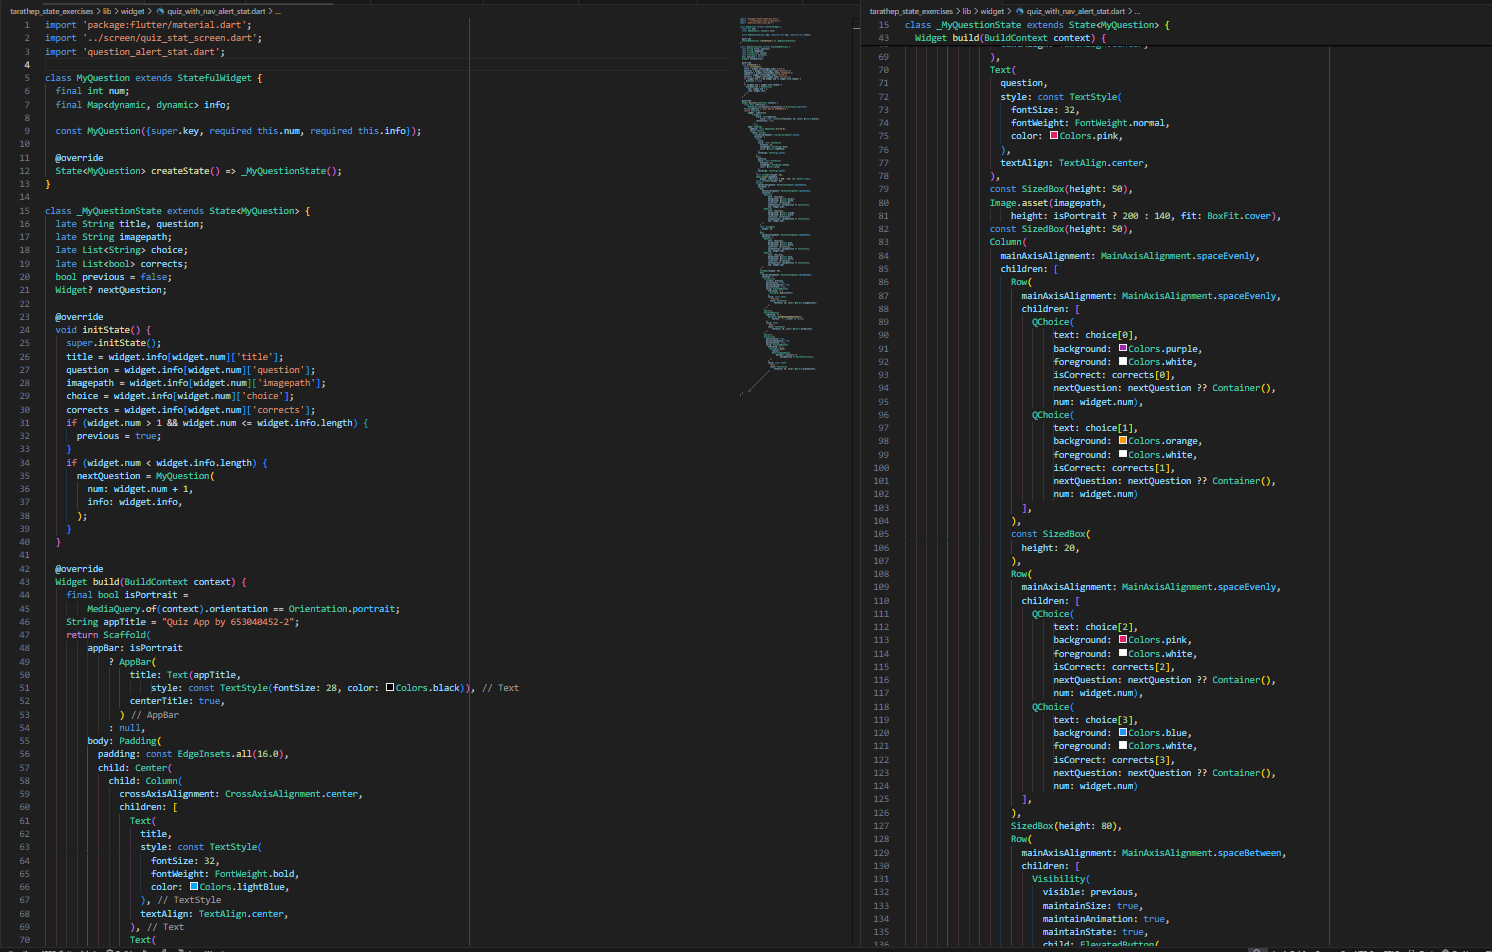 tarathep_state_exercises > lib > widget > quiz_with_nav_alert_stat.dart > ...
1 import 'package:flutter/material.dart';
2 import '../screen/quiz_stat_screen.dart';
3 import 'question_alert_stat.dart';
4
5 class MyQuestion extends StatefulWidget {
6 final int num;
7 final Map<dynamic, dynamic> info;
8
9 const MyQuestion({super.key, required this.num, required this.info});
10
11 @override
12 State<MyQuestion> createState() => _MyQuestionState();
13 }
14
15 class _MyQuestionState extends State<MyQuestion> {
16 late String title, question;
17 late String imagepath;
18 late List<String> choice;
19 late List<bool> corrects;
20 bool previous = false;
21 Widget? nextQuestion;
22
23 @override
24 void initState() {
25 super.initState();
26 title = widget.info[widget.num]['title'];
27 question = widget.info[widget.num]['question'];
28 imagepath = widget.info[widget.num]['imagepath'];
29 choice = widget.info[widget.num]['choice'];
30 corrects = widget.info[widget.num]['corrects'];
31 if (widget.num > 1 && widget.num <= widget.info.length) {
32 previous = true;
33 }
34 if (widget.num < widget.info.length) {
35 nextQuestion = MyQuestion(
36 num: widget.num + 1,
37 info: widget.info,
38 );
39 }
40 }
41
42 @override
43 Widget build(BuildContext context) {
44 final bool isPortrait =
45 MediaQuery.of(context).orientation == Orientation.portrait;
46 String appTitle = "Quiz App by 653040452-2";
47 return Scaffold(
48 appBar: isPortrait
49 ? AppBar(
50 title: Text(appTitle,
51 style: const TextStyle(fontSize: 28, color: Colors.black)), // Text
52 centerTitle: true,
53 ) // AppBar
54 : null,
55 body: Padding(
56 padding: const EdgeInsets.all(16.0),
57 child: Center(
58 child: Column(
59 crossAxisAlignment: CrossAxisAlignment.center,
60 children: [
61 Text(
62 title,
63 style: const TextStyle(
64 fontSize: 32,
65 fontWeight: FontWeight.bold,
66 color: Colors.lightBlue,
67 ), // TextStyle
68 textAlign: TextAlign.center,
69 ), // Text
70 Text(
tarathep_state_exercises > lib > widget > quiz_with_nav_alert_stat.dart > ...
15 class _MyQuestionState extends State<MyQuestion> {
43 Widget build(BuildContext context) {
69 ),
70 Text(
71 question,
72 style: const TextStyle(
73 fontSize: 32,
74 fontWeight: FontWeight.normal,
75 color: Colors.pink,
76 ),
77 textAlign: TextAlign.center,
78 ),
79 const SizedBox(height: 50),
80 Image.asset(imagepath,
81 height: isPortrait ? 200 : 140, fit: BoxFit.cover),
82 const SizedBox(height: 50),
83 Column(
84 mainAxisAlignment: MainAxisAlignment.spaceEvenly,
85 children: [
86 Row(
87 mainAxisAlignment: MainAxisAlignment.spaceEvenly,
88 children: [
89 QChoice(
90 text: choice[0],
91 background: Colors.purple,
92 foreground: Colors.white,
93 isCorrect: corrects[0],
94 nextQuestion: nextQuestion ?? Container(),
95 num: widget.num),
96 QChoice(
97 text: choice[1],
98 background: Colors.orange,
99 foreground: Colors.white,
100 isCorrect: corrects[1],
101 nextQuestion: nextQuestion ?? Container(),
102 num: widget.num)
103 ],
104 ),
105 const SizedBox(
106 height: 20,
107 ),
108 Row(
109 mainAxisAlignment: MainAxisAlignment.spaceEvenly,
110 children: [
111 QChoice(
112 text: choice[2],
113 background: Colors.pink,
114 foreground: Colors.white,
115 isCorrect: corrects[2],
116 nextQuestion: nextQuestion ?? Container(),
117 num: widget.num),
118 QChoice(
119 text: choice[3],
120 background: Colors.blue,
121 foreground: Colors.white,
122 isCorrect: corrects[3],
123 nextQuestion: nextQuestion ?? Container(),
124 num: widget.num)
125 ],
126 ),
127 SizedBox(height: 80),
128 Row(
129 mainAxisAlignment: MainAxisAlignment.spaceBetween,
130 children: [
131 Visibility(
132 visible: previous,
133 maintainSize: true,
134 maintainAnimation: true,
135 maintainState: true,
136 child: ElevatedButton(